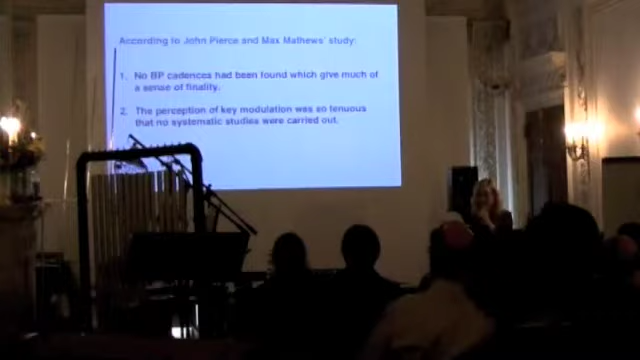 According to John Pierce and Max Mathews' study:
1. No BP cadences had been found which give much of
a sense of finality.
2. The perception of key modulation was so tenuous
that no systematic studies were carried out.